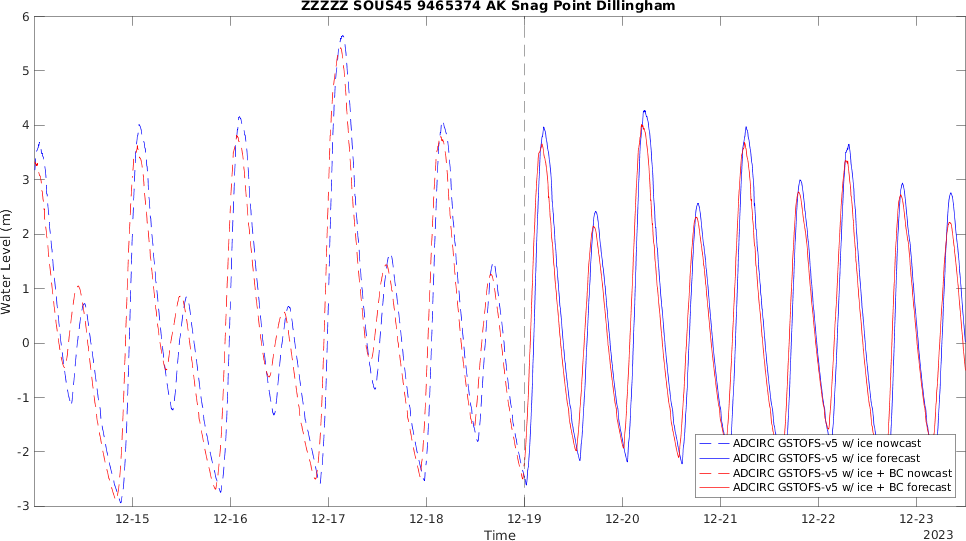 ZZZZZ SOUS45 9465374 AK Snag Point Dillingham
6
5
4
3
2
1
0
-1
-2
-3
Water Level (m)
12-15
12-16
12-17
12-18
12-19
12-20
12-21
12-22
12-23
Time
2023
ADCIRC GSTOFS-v5 w/ ice nowcast
ADCIRC GSTOFS-v5 w/ ice forecast
ADCIRC GSTOFS-v5 w/ ice + BC nowcast
ADCIRC GSTOFS-v5 w/ ice + BC forecast